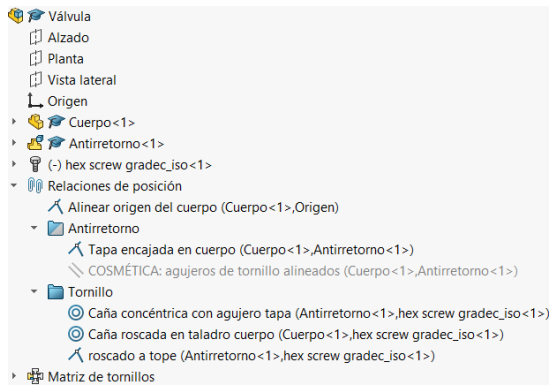 Válvula
Alzado
Planta
Vista lateral
Origen
Cuerpo<1>
Antirretorno<1>
(-) hex screw gradec_iso<1>
Relaciones de posición
Alinear origen del cuerpo (Cuerpo<1>,Origen)
Antirretorno
Tapa encajada en cuerpo (Cuerpo<1>,Antirretorno<1>)
COSMÉTICA: agujeros de tornillo alineados (Cuerpo<1>,Antirretorno<1>)
Tornillo
Caña concéntrica con agujero tapa (Antirretorno<1>,hex screw gradec_iso<1>)
Caña roscada en taladro cuerpo (Cuerpo<1>,hex screw gradec_iso<1>)
roscado a tope (Antirretorno<1>,hex screw gradec_iso<1>)
Matriz de tornillos